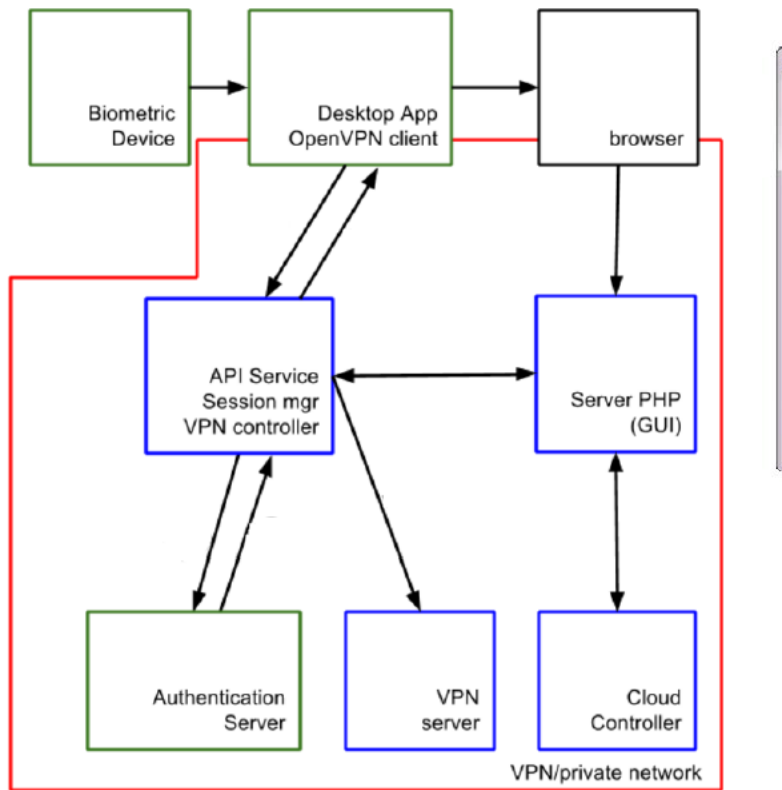 Biometric
Device
Desktop App
OpenVPN client
browser
API Service
Session mgr
VPN controller
Server PHP
(GUI)
Authentication
Server
VPN
server
Cloud
Controller
VPN/private network